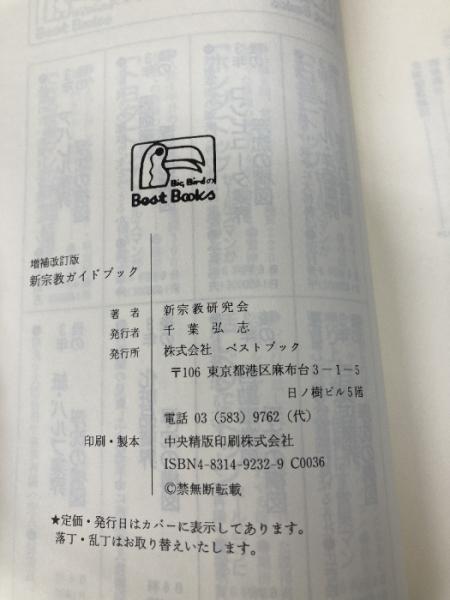 Big Birdの
Best Books
増補改訂版
新宗教ガイドブック
著者 新宗教研究会
発行者 千葉弘志
発行所 株式会社 ベストブック
〒106 東京都港区麻布台3-1-5
日ノ樹ビル5階
電話 03(583)9762(代)
印刷・製本 中央精版印刷株式会社
ISBN4-8314-9232-9 C0036
©禁無断転載
★定価・発行日はカバーに表示してあります。
落丁・乱丁はお取り替えいたします。